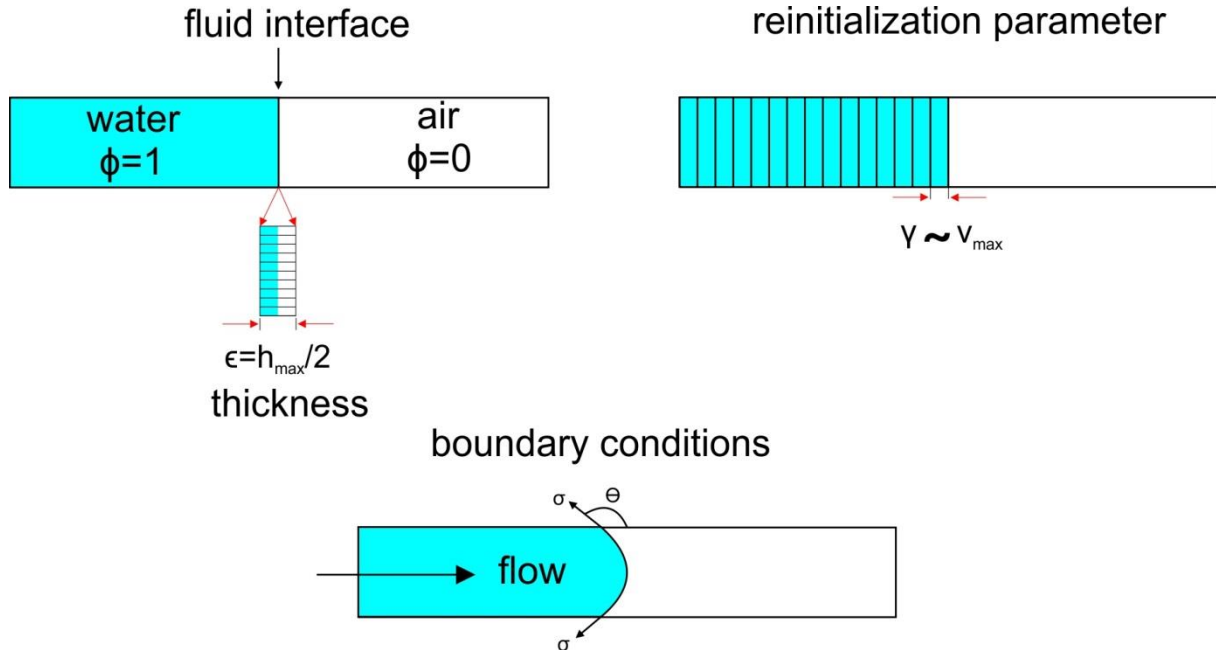 fluid interface
water
ϕ=1
air
ϕ=0
ϵ=h_max/2
thickness
reinitialization parameter
γ ~ v_max
boundary conditions
σ
Θ
flow
σ